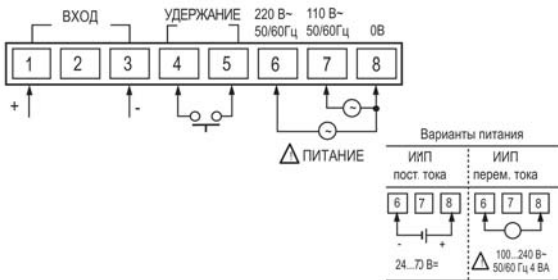 ВХОД УДЕРЖАНИЕ 220 В~ 110 В~
50/60Гц 50/60Гц 0В
1 2 3 4 5 6 7 8
+ -
ПИТАНИЕ
Варианты питания
ИИП ИИП
пост. тока перем. тока
6 7 8 6 7 8
- +
24...70 В= 100...240 В~
50/60 Гц 4 ВА